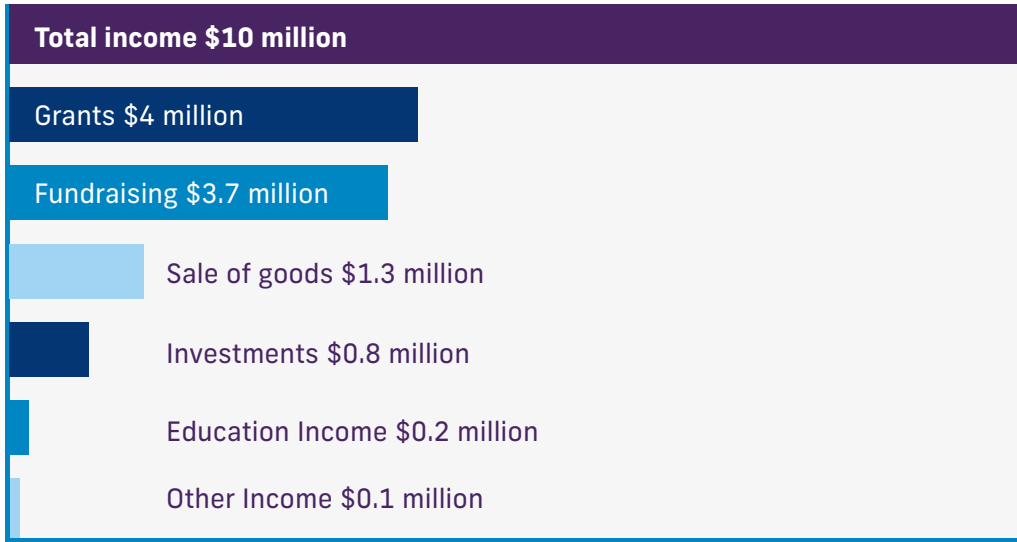 Total income $10 million
Grants $4 million
Fundraising $3.7 million
Sale of goods $1.3 million
Investments $0.8 million
Education Income $0.2 million
Other Income $0.1 million